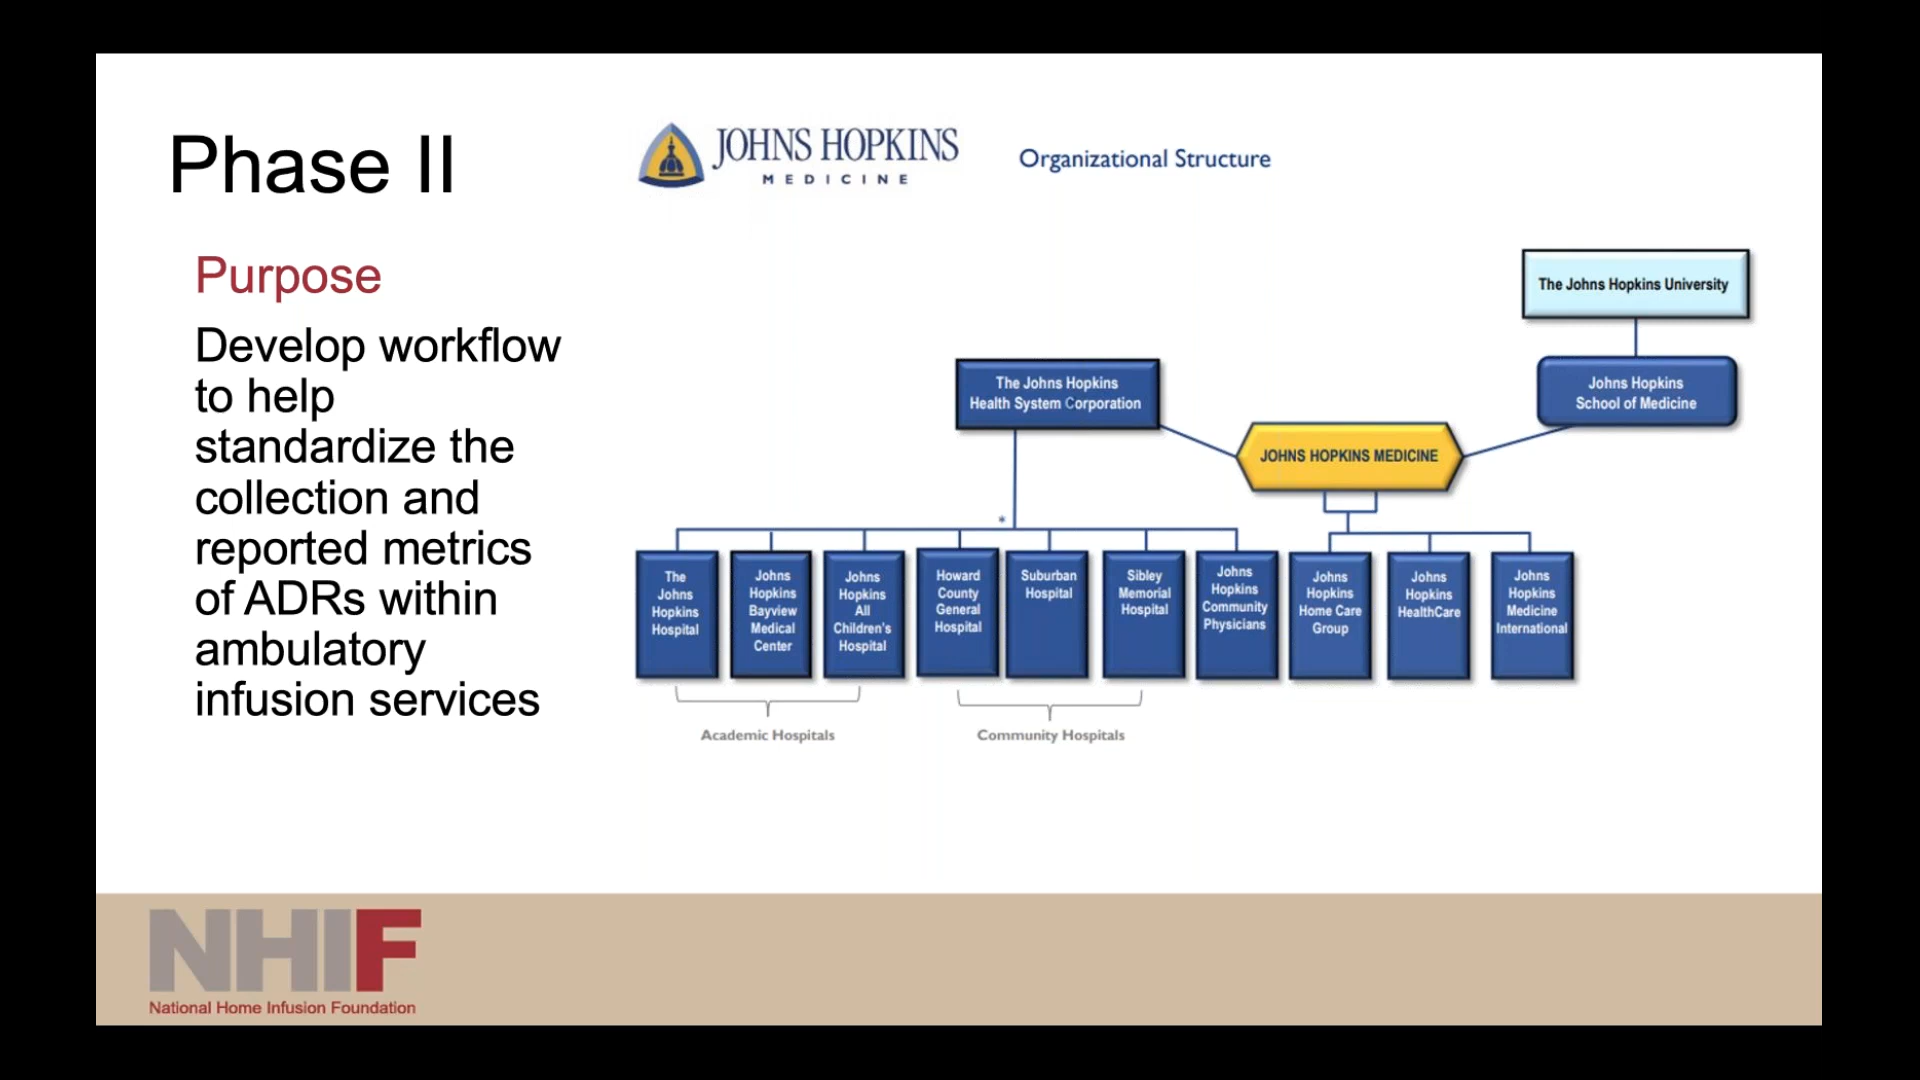 Phase II
Purpose
Develop workflow
to help
standardize the
collection and
reported metrics
of ADRs within
ambulatory
infusion services
JOHNS HOPKINS
MEDICINE
Organizational Structure
The Johns Hopkins University
Johns Hopkins
School of Medicine
The Johns Hopkins
Health System Corporation
JOHNS HOPKINS MEDICINE
*
The
Johns
Hopkins
Hospital
Johns
Hopkins
Bayview
Medical
Center
Johns
Hopkins
All
Children's
Hospital
Howard
County
General
Hospital
Suburban
Hospital
Sibley
Memorial
Hospital
Johns
Hopkins
Community
Physicians
Johns
Hopkins
Home Care
Group
Johns
Hopkins
HealthCare
Johns
Hopkins
Medicine
International
Academic Hospitals
Community Hospitals
NHIF
National Home Infusion Foundation